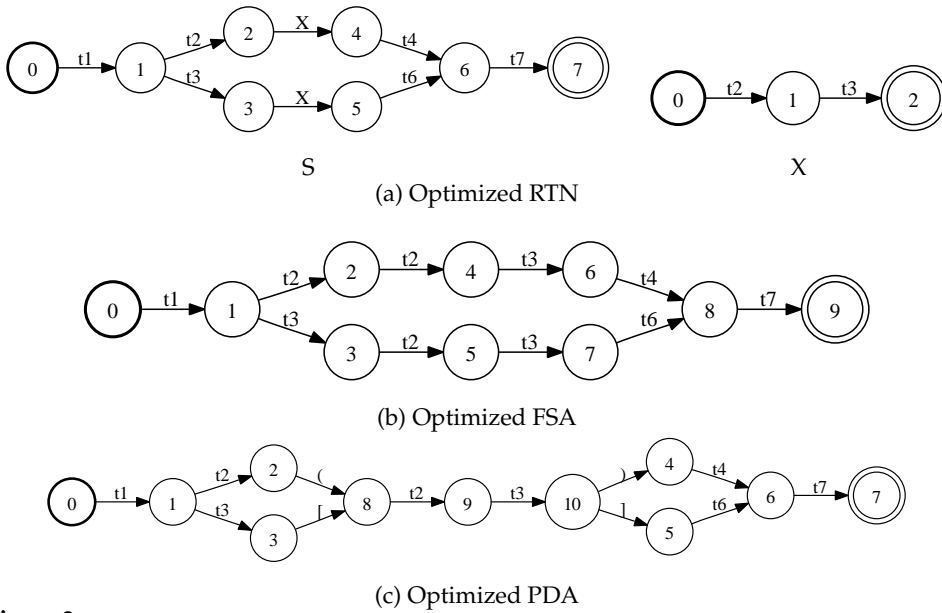 t2 2 X 4 t4
0 t1 1 6 t7 7
t3 3 X 5 t6
0 t2 1 t3 2
S X
(a) Optimized RTN
t2 2 t2 4 t3 6 t4
0 t1 1 8 t7 9
t3 3 t2 5 t3 7 t6
(b) Optimized FSA
t2 2 ( ) 4 t4
0 t1 1 8 t2 9 t3 10 6 t7 7
t3 3 [ ] 5 t6
(c) Optimized PDA